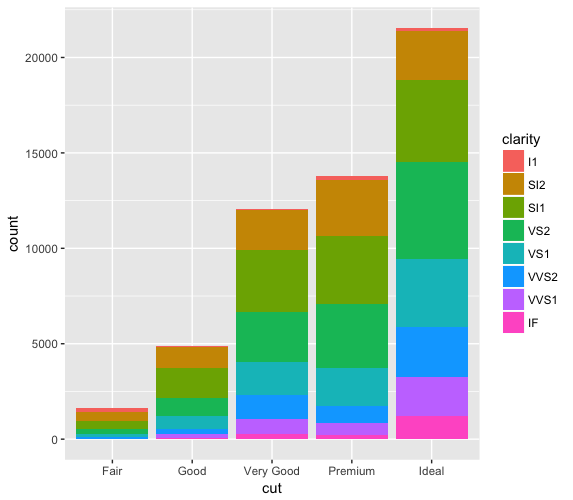 20000
15000
10000
5000
0
count
Fair Good Very Good Premium Ideal
cut
clarity
I1
SI2
SI1
VS2
VS1
VVS2
VVS1
IF